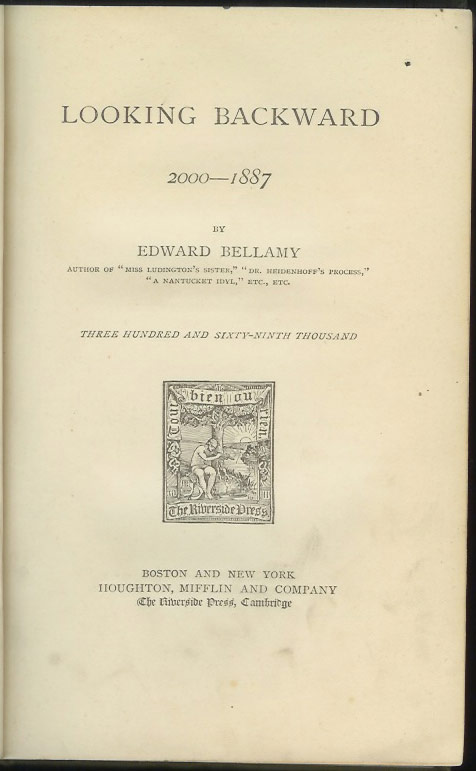 LOOKING BACKWARD
2000—1887
BY
EDWARD BELLAMY
AUTHOR OF "MISS LUDINGTON'S SISTER," "DR. HEIDENHOFF'S PROCESS,"
"A NANTUCKET IDYL," ETC., ETC.
THREE HUNDRED AND SIXTY-NINTH THOUSAND
Tout bien ou rien
The Riverside Press
BOSTON AND NEW YORK
HOUGHTON, MIFFLIN AND COMPANY
The Riverside Press, Cambridge